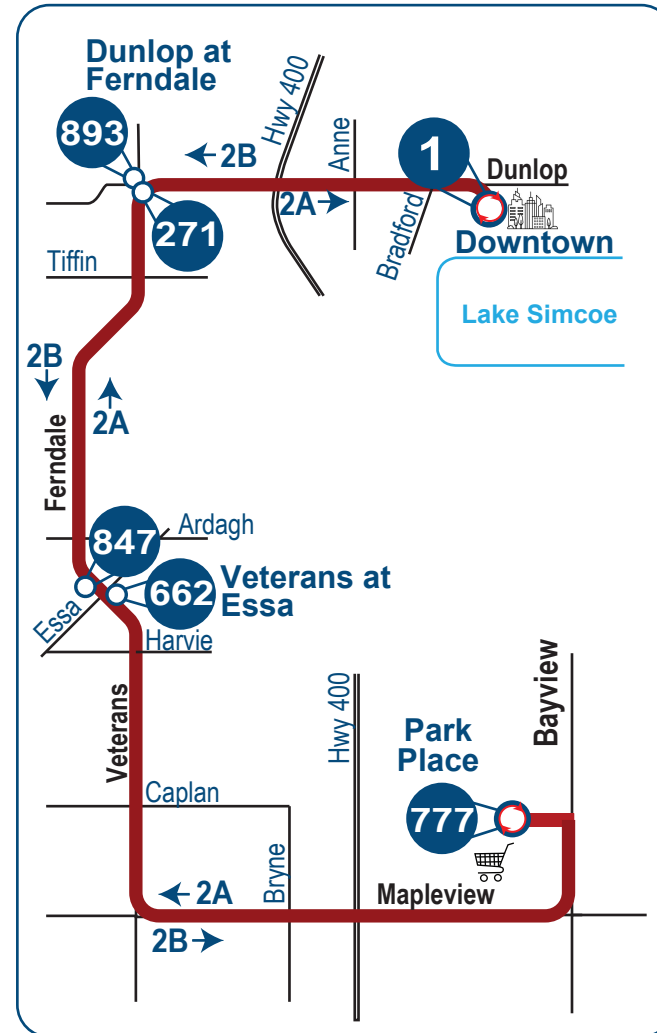 Dunlop at
Ferndale
893
271
2B
2A
Hwy 400
Anne
Bradford
1
Dunlop
Downtown
Lake Simcoe
Tiffin
2B
2A
Ferndale
Ardagh
847
662
Veterans at
Essa
Essa
Harvie
Veterans
Hwy 400
Bayview
Park
Place
777
Caplan
Bryne
Mapleview
2A
2B